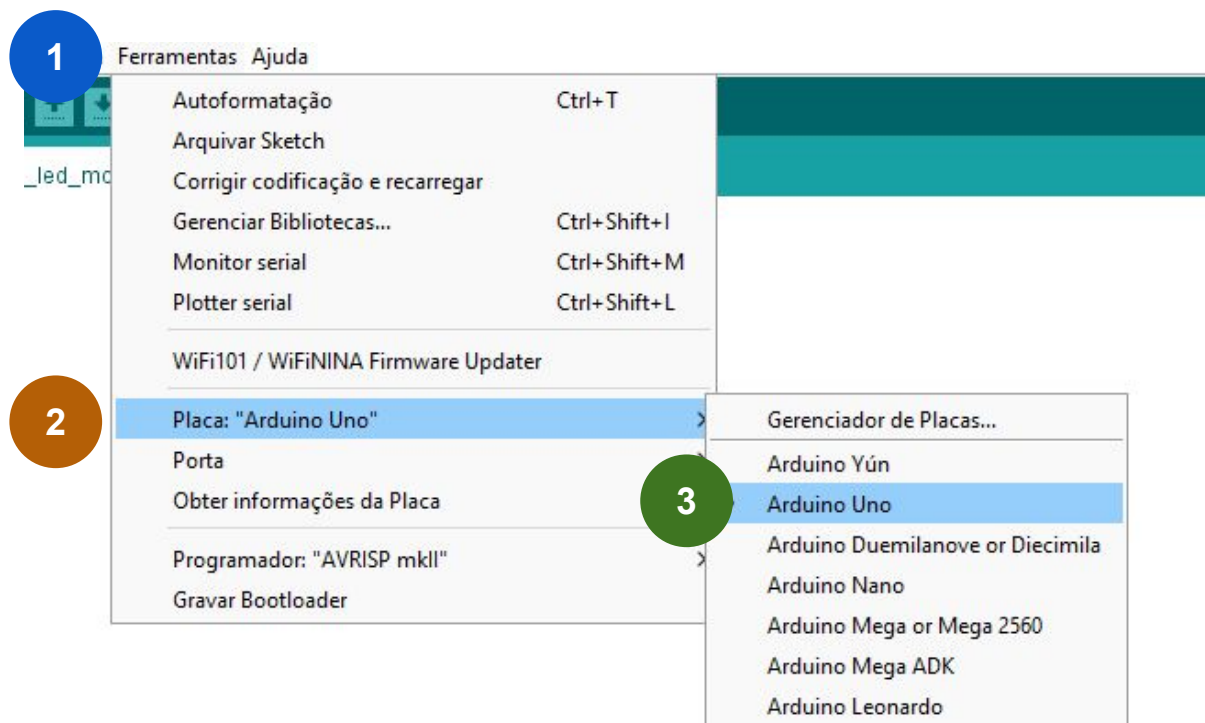 1
Ferramentas Ajuda
Autoformatação Ctrl+T
Arquivar Sketch
_led_mo
Corrigir codificação e recarregar
Gerenciar Bibliotecas... Ctrl+Shift+I
Monitor serial Ctrl+Shift+M
Plotter serial Ctrl+Shift+L
WiFi101 / WiFiNINA Firmware Updater
2
Placa: "Arduino Uno"
Porta
Obter informações da Placa
Programador: "AVRISP mkII"
Gravar Bootloader
Gerenciador de Placas...
Arduino Yún
3
Arduino Uno
Arduino Duemilanove or Diecimila
Arduino Nano
Arduino Mega or Mega 2560
Arduino Mega ADK
Arduino Leonardo